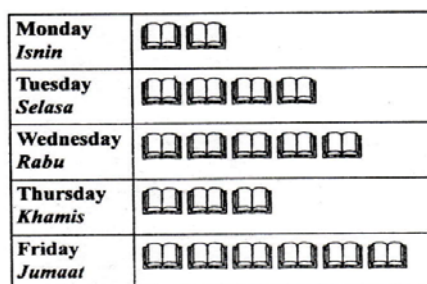 Monday
Isnin
Tuesday
Selasa
Wednesday
Rabu
Thursday
Khamis
Friday
Jumaat